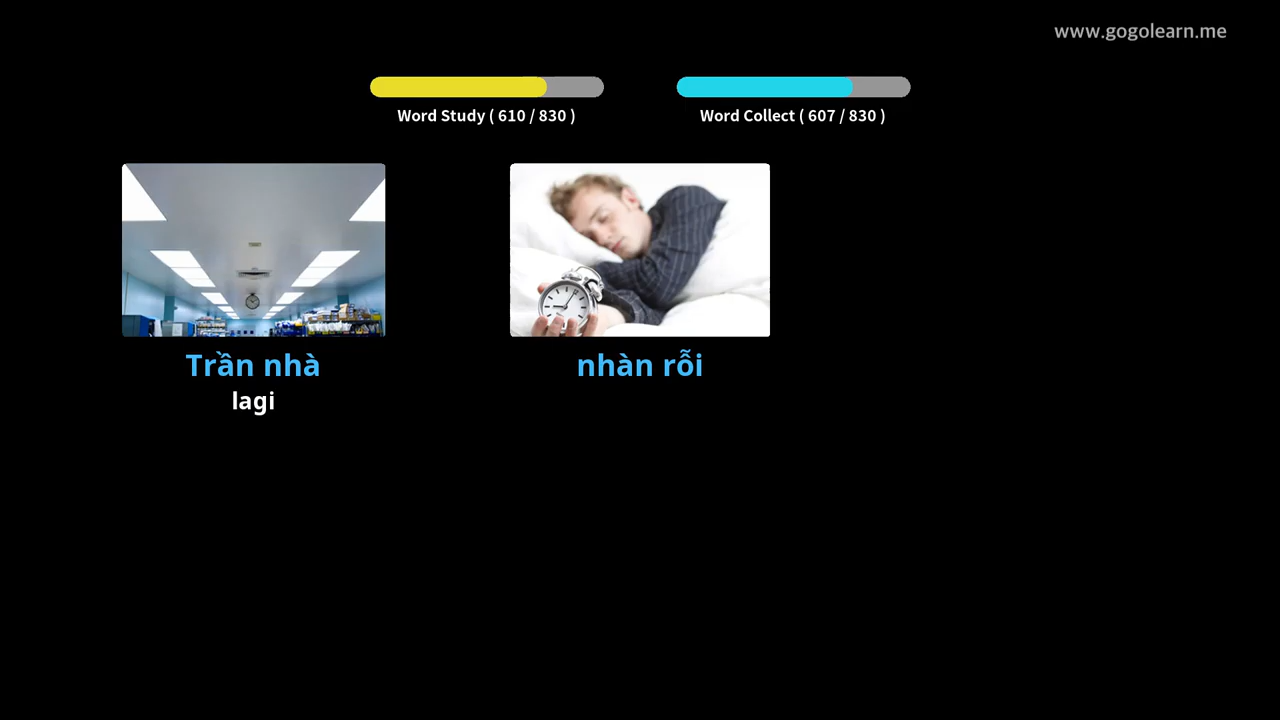 www.gogolearn.me
Word Study ( 610 / 830 )
Word Collect ( 607 / 830 )
Trần nhà
lagi
nhàn rỗi